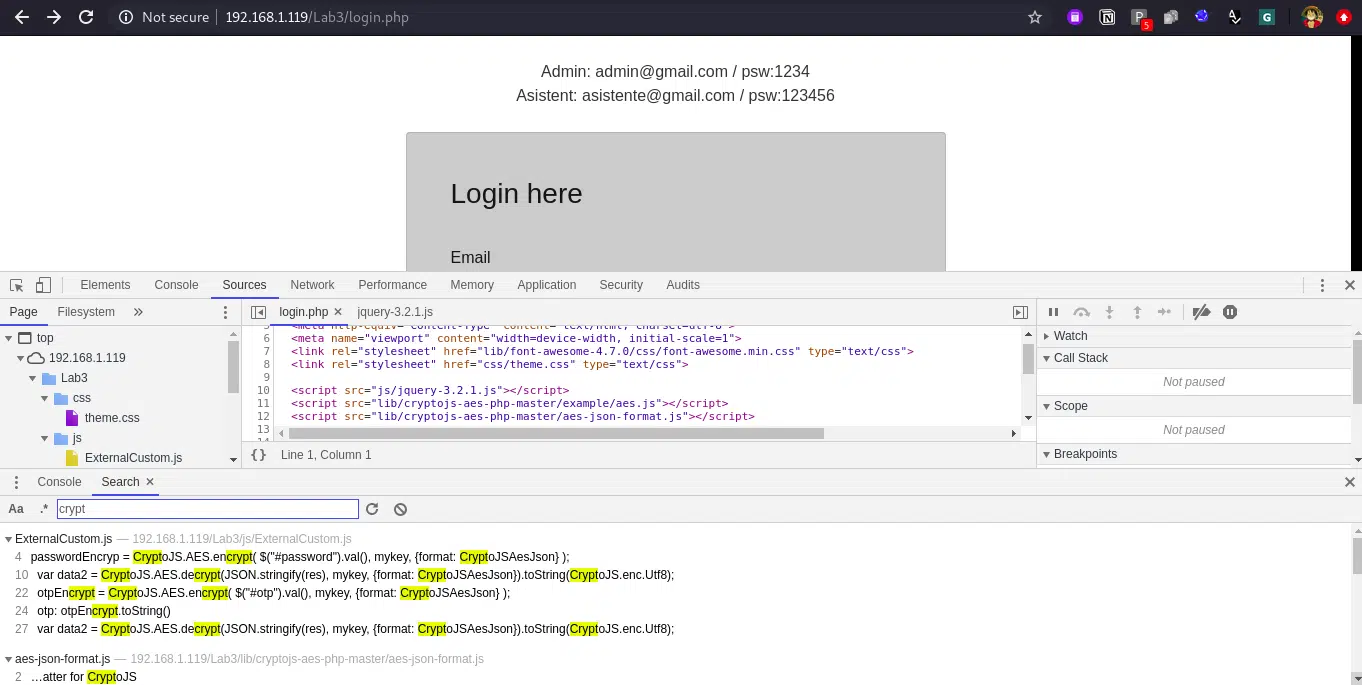 Not secure 192.168.1.119/Lab3/login.php
5
Admin: admin@gmail.com / psw:1234
Asistent: asistente@gmail.com / psw:123456
Login here
Email
Elements Console Sources Network Performance Memory Application Security Audits
Page Filesystem » login.php × jquery-3.2.1.js
top
192.168.1.119
Lab3
css
theme.css
js
ExternalCustom.js
5 <meta http-equiv="Content-Type" content="text/html; charset=utf-8">
6 <meta name="viewport" content="width=device-width, initial-scale=1">
7 <link rel="stylesheet" href="lib/font-awesome-4.7.0/css/font-awesome.min.css" type="text/css">
8 <link rel="stylesheet" href="css/theme.css" type="text/css">
9
10 <script src="js/jquery-3.2.1.js"></script>
11 <script src="lib/cryptojs-aes-php-master/example/aes.js"></script>
12 <script src="lib/cryptojs-aes-php-master/aes-json-format.js"></script>
13
{} Line 1, Column 1
Watch
Call Stack
Not paused
Scope
Not paused
Breakpoints
Console Search ×
Aa .* crypt
ExternalCustom.js — 192.168.1.119/Lab3/js/ExternalCustom.js
4 passwordEncryp = CryptoJS.AES.encrypt( $("#password").val(), mykey, {format: CryptoJSAesJson} );
10 var data2 = CryptoJS.AES.decrypt(JSON.stringify(res), mykey, {format: CryptoJSAesJson}).toString(CryptoJS.enc.Utf8);
22 otpEncrypt = CryptoJS.AES.encrypt( $("#otp").val(), mykey, {format: CryptoJSAesJson} );
24 otp: otpEncrypt.toString()
27 var data2 = CryptoJS.AES.decrypt(JSON.stringify(res), mykey, {format: CryptoJSAesJson}).toString(CryptoJS.enc.Utf8);
aes-json-format.js — 192.168.1.119/Lab3/lib/cryptojs-aes-php-master/aes-json-format.js
2 …atter for CryptoJS